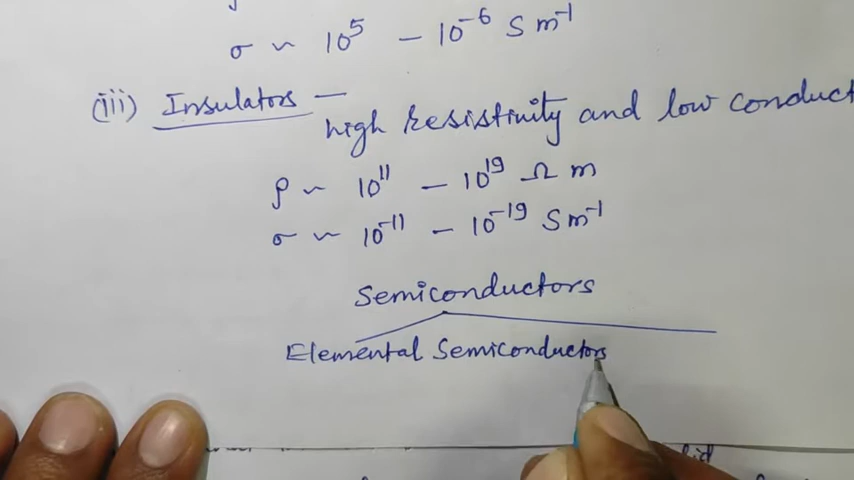 σ ~ 10⁵ – 10⁻⁶ S m⁻¹
(iii) Insulators —
high resistivity and low conduct
ρ ~ 10¹¹ – 10¹⁹ Ω m
σ ~ 10⁻¹¹ – 10⁻¹⁹ S m⁻¹
Semiconductors
Elemental Semiconductors